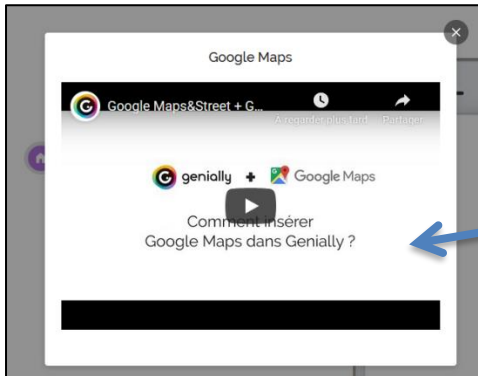 Google Maps
Google Maps&Street + G...
A regarder plus tard
Partager
genially + Google Maps
Comment insérer
Google Maps dans Genially ?